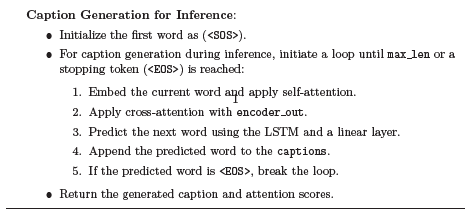 Caption Generation for Inference:
• Initialize the first word as (<SOS>).
• For caption generation during inference, initiate a loop until max_len or a
stopping token (<EOS>) is reached:
1. Embed the current word and apply self-attention.
2. Apply cross-attention with encoder_out.
3. Predict the next word using the LSTM and a linear layer.
4. Append the predicted word to the captions.
5. If the predicted word is <EOS>, break the loop.
• Return the generated caption and attention scores.